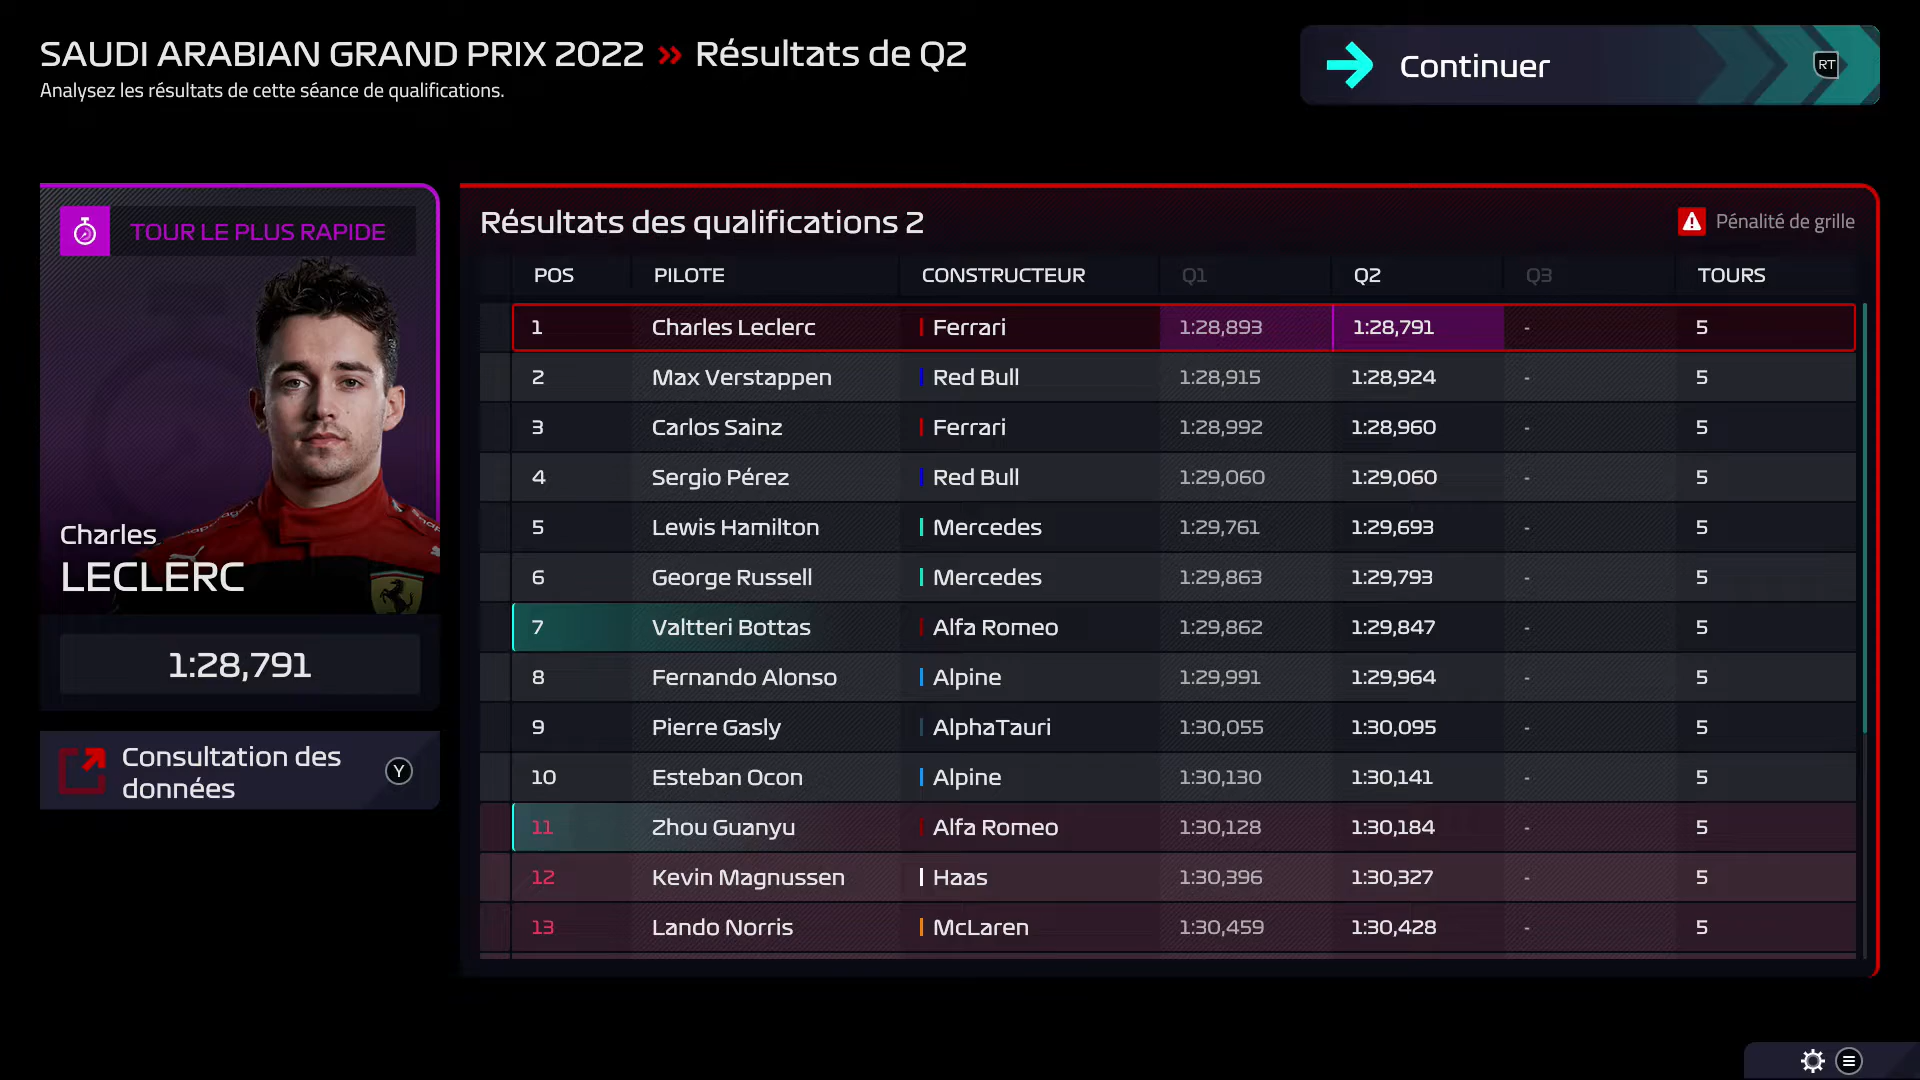 SAUDI ARABIAN GRAND PRIX 2022 » Résultats de Q2
Analysez les résultats de cette séance de qualifications.
Continuer RT
TOUR LE PLUS RAPIDE
Charles
LECLERC
1:28,791
Consultation des
données
Y
Résultats des qualifications 2
Pénalité de grille
POS PILOTE CONSTRUCTEUR Q1 Q2 Q3 TOURS
1 Charles Leclerc Ferrari 1:28,893 1:28,791 - 5
2 Max Verstappen Red Bull 1:28,915 1:28,924 - 5
3 Carlos Sainz Ferrari 1:28,992 1:28,960 - 5
4 Sergio Pérez Red Bull 1:29,060 1:29,060 - 5
5 Lewis Hamilton Mercedes 1:29,761 1:29,693 - 5
6 George Russell Mercedes 1:29,863 1:29,793 - 5
7 Valtteri Bottas Alfa Romeo 1:29,862 1:29,847 - 5
8 Fernando Alonso Alpine 1:29,991 1:29,964 - 5
9 Pierre Gasly AlphaTauri 1:30,055 1:30,095 - 5
10 Esteban Ocon Alpine 1:30,130 1:30,141 - 5
11 Zhou Guanyu Alfa Romeo 1:30,128 1:30,184 - 5
12 Kevin Magnussen Haas 1:30,396 1:30,327 - 5
13 Lando Norris McLaren 1:30,459 1:30,428 - 5